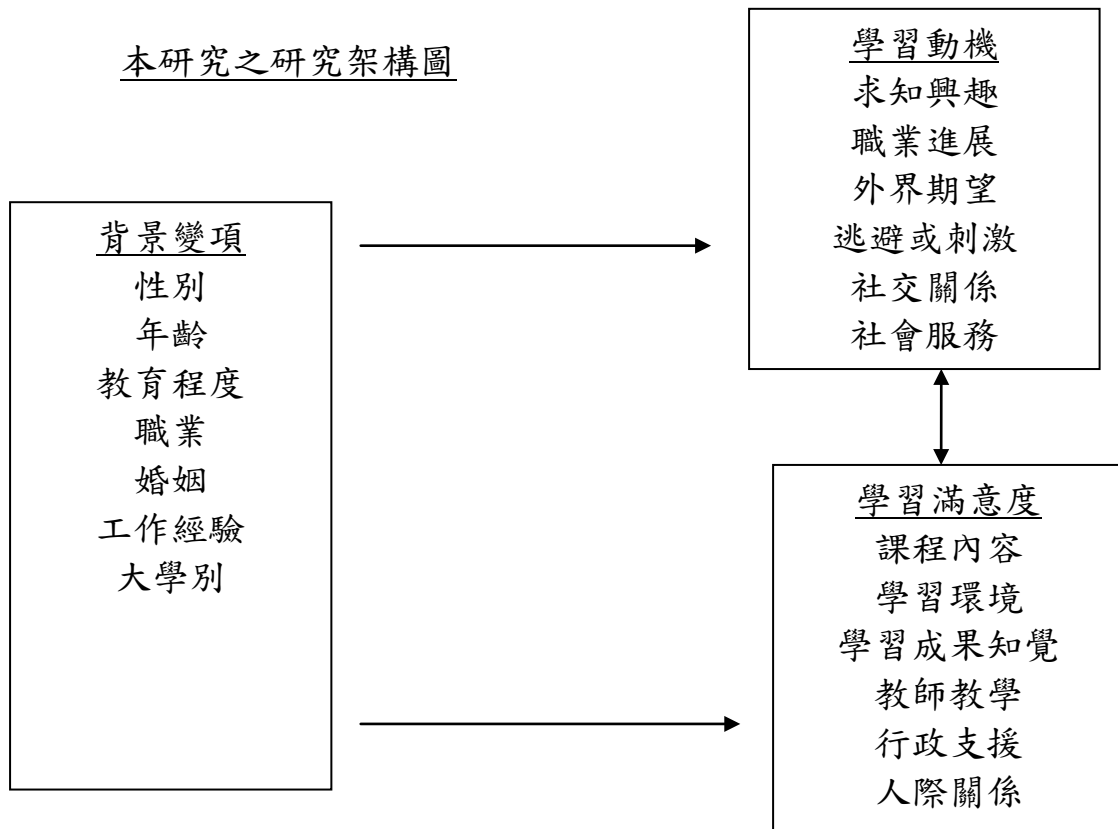 本研究之研究架構圖
學習動機
求知興趣
職業進展
外界期望
逃避或刺激
社交關係
社會服務
背景變項
性別
年齡
教育程度
職業
婚姻
工作經驗
大學別
學習滿意度
課程內容
學習環境
學習成果知覺
教師教學
行政支援
人際關係